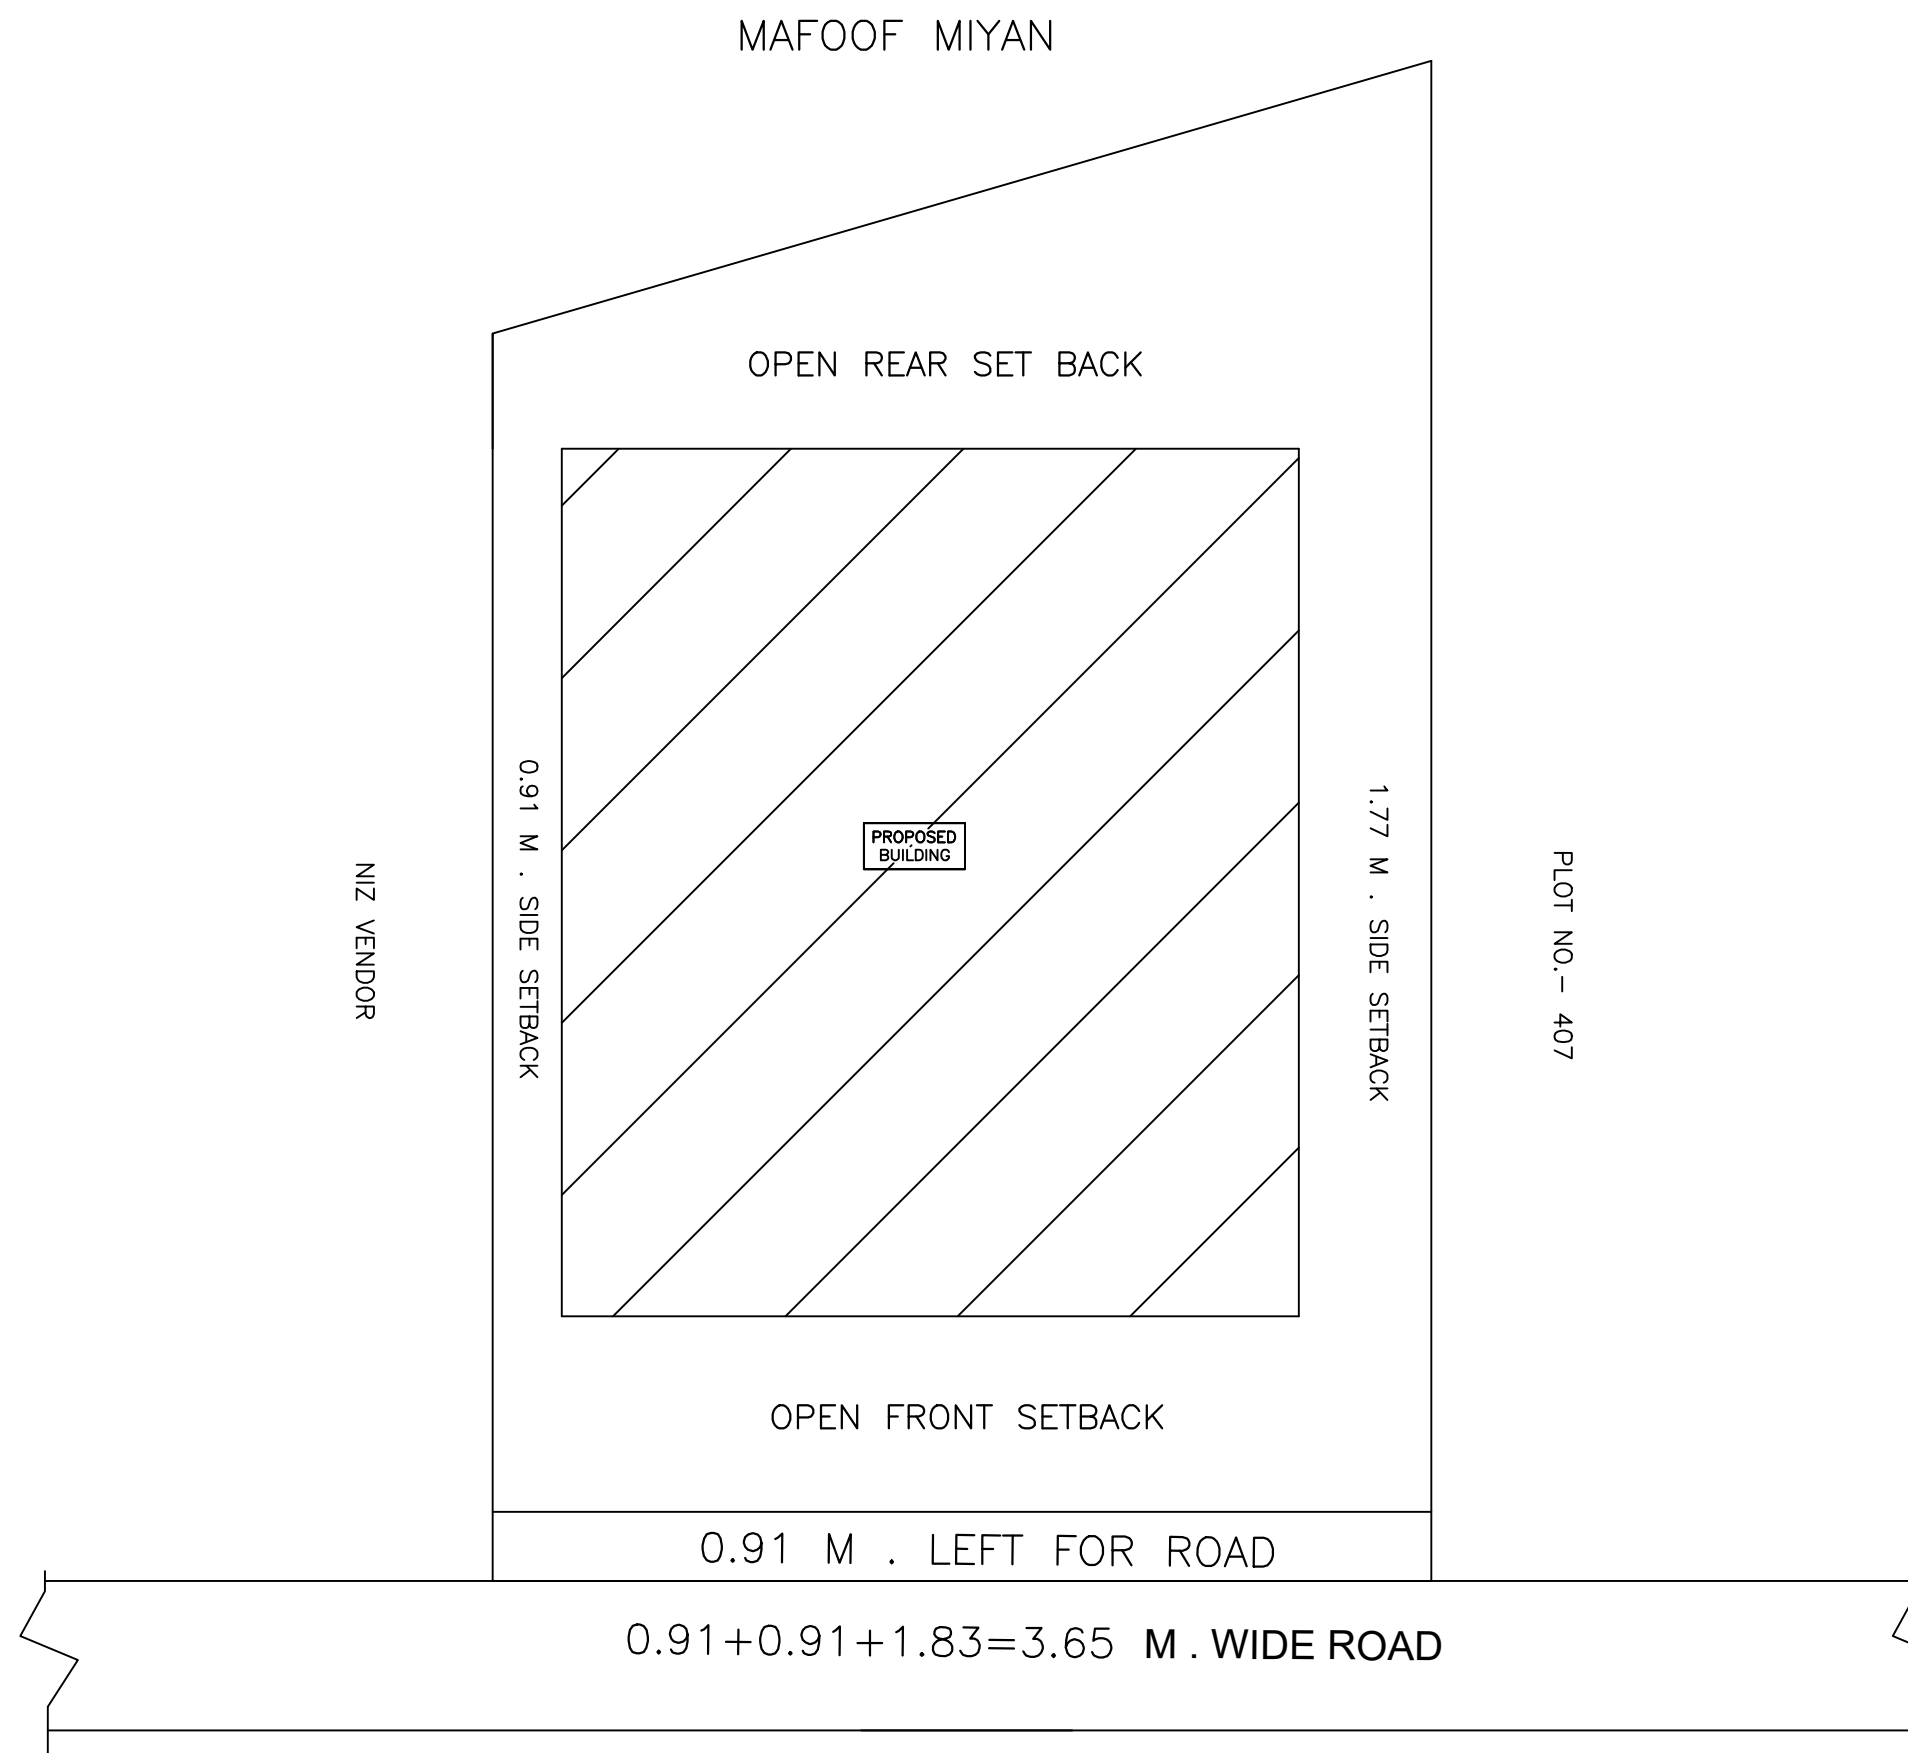 MAFOOF MIYAN
OPEN REAR SET BACK
0.91 M . SIDE SETBACK
1.77 M . SIDE SETBACK
PROPOSED
BUILDING
NIZ VENDOR
PLOT NO.- 407
OPEN FRONT SETBACK
0.91 M . LEFT FOR ROAD
0.91+0.91+1.83=3.65 M . WIDE ROAD